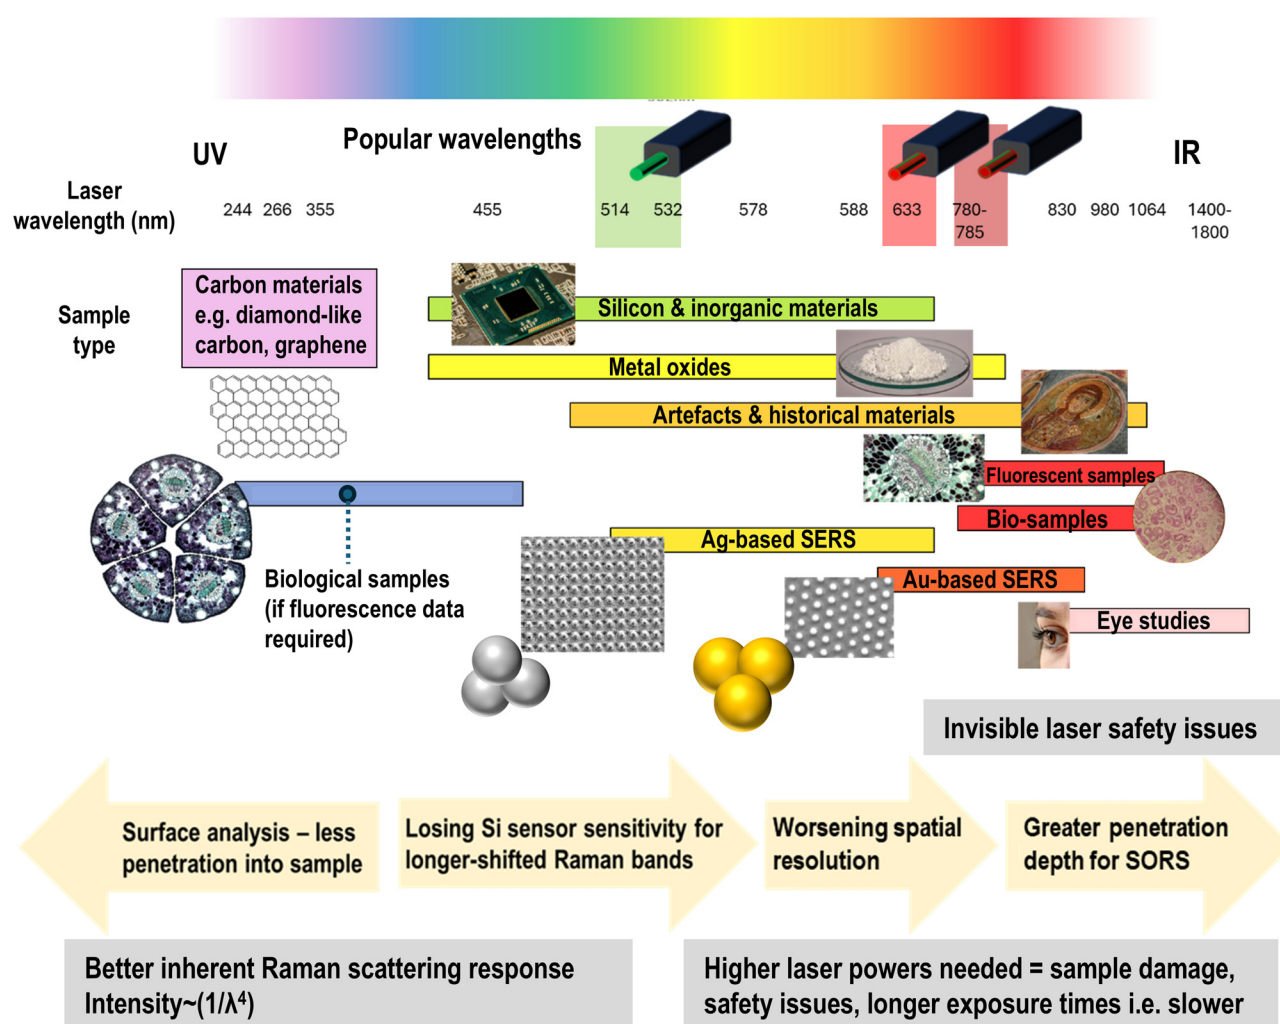 Popular wavelengths
UV
IR
Laser
wavelength (nm)
244 266 355 455 514 532 578 588 633 780- 830 980 1064 1400-
785 1800
Sample
type
Carbon materials
e.g. diamond-like
carbon, graphene
Silicon & inorganic materials
Metal oxides
Artefacts & historical materials
Fluorescent samples
Bio-samples
Ag-based SERS
Au-based SERS
Biological samples
(if fluorescence data
required)
Eye studies
Invisible laser safety issues
Surface analysis – less
penetration into sample
Losing Si sensor sensitivity for
longer-shifted Raman bands
Worsening spatial
resolution
Greater penetration
depth for SORS
Better inherent Raman scattering response
Intensity~(1/λ⁴)
Higher laser powers needed = sample damage,
safety issues, longer exposure times i.e. slower